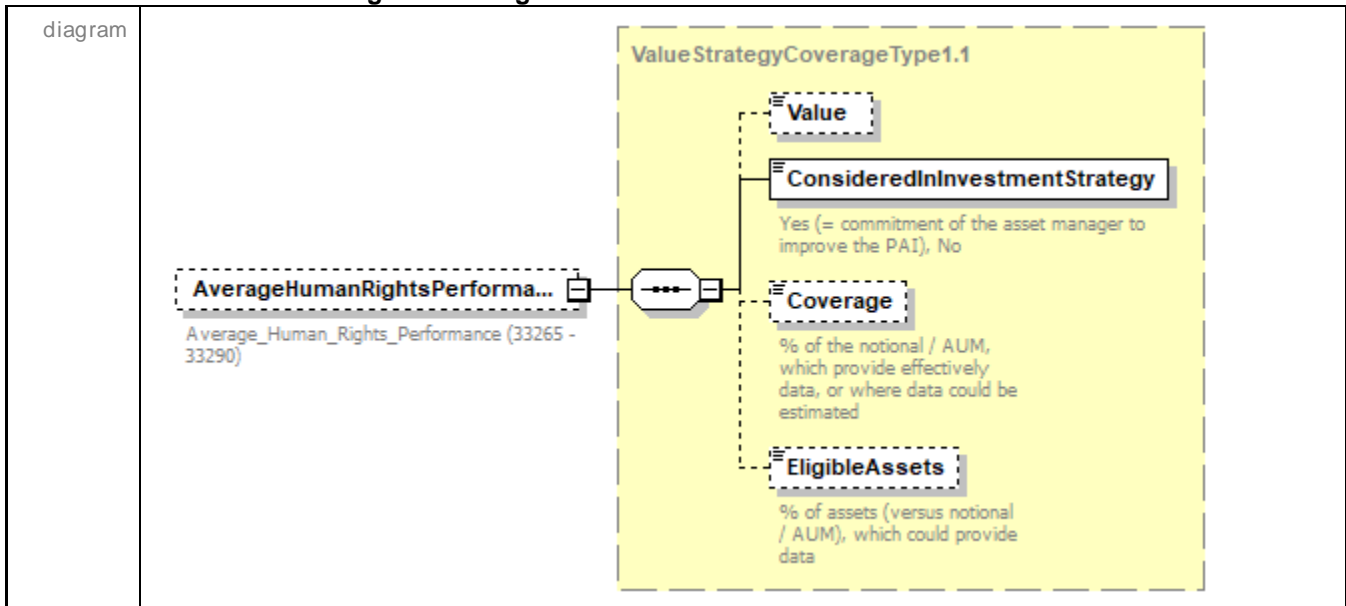 diagram
ValueStrategyCoverageType1.1
Value
ConsideredInInvestmentStrategy
Yes (= commitment of the asset manager to
improve the PAI), No
AverageHumanRightsPerforma...
Average_Human_Rights_Performance (33265 -
33290)
Coverage
% of the notional / AUM,
which provide effectively
data, or where data could be
estimated
EligibleAssets
% of assets (versus notional
/ AUM), which could provide
data